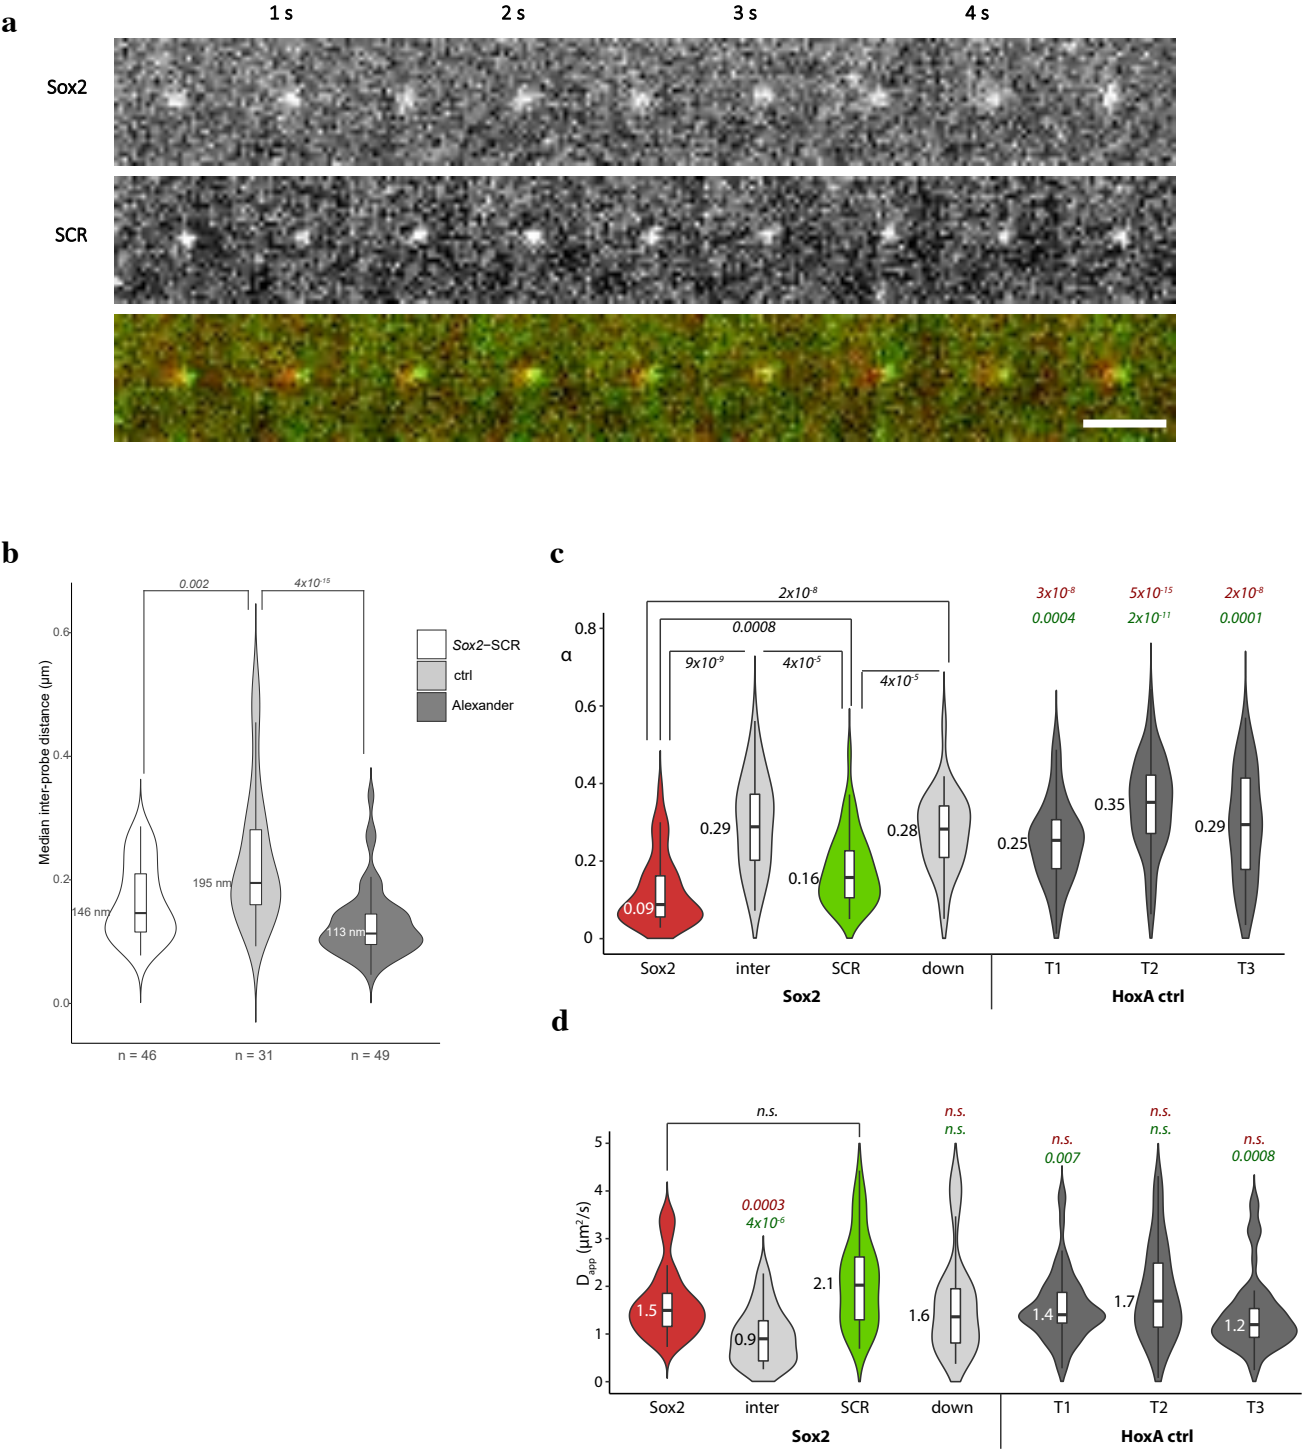 a
1 s 2 s 3 s 4 s
Sox2
SCR
b
0.002 4x10⁻¹⁵
Median inter-probe distance (μm)
0.6
0.4
0.2
0.0
146 nm
195 nm
113 nm
n = 46 n = 31 n = 49
Sox2−SCR
ctrl
Alexander
c
α
0.8
0.6
0.4
0.2
0
2x10⁻⁸
0.0008
9x10⁻⁹ 4x10⁻⁵
4x10⁻⁵
3x10⁻⁸ 5x10⁻¹⁵ 2x10⁻⁸
0.0004 2x10⁻¹¹ 0.0001
0.09 0.29 0.16 0.28 0.25 0.35 0.29
Sox2 inter SCR down T1 T2 T3
Sox2 HoxA ctrl
d
D_app (μm²/s)
5
4
3
2
1
0
n.s.
0.0003
4x10⁻⁶
n.s.
n.s.
n.s.
0.007
n.s.
n.s.
n.s.
0.0008
1.5 0.9 2.1 1.6 1.4 1.7 1.2
Sox2 inter SCR down T1 T2 T3
Sox2 HoxA ctrl